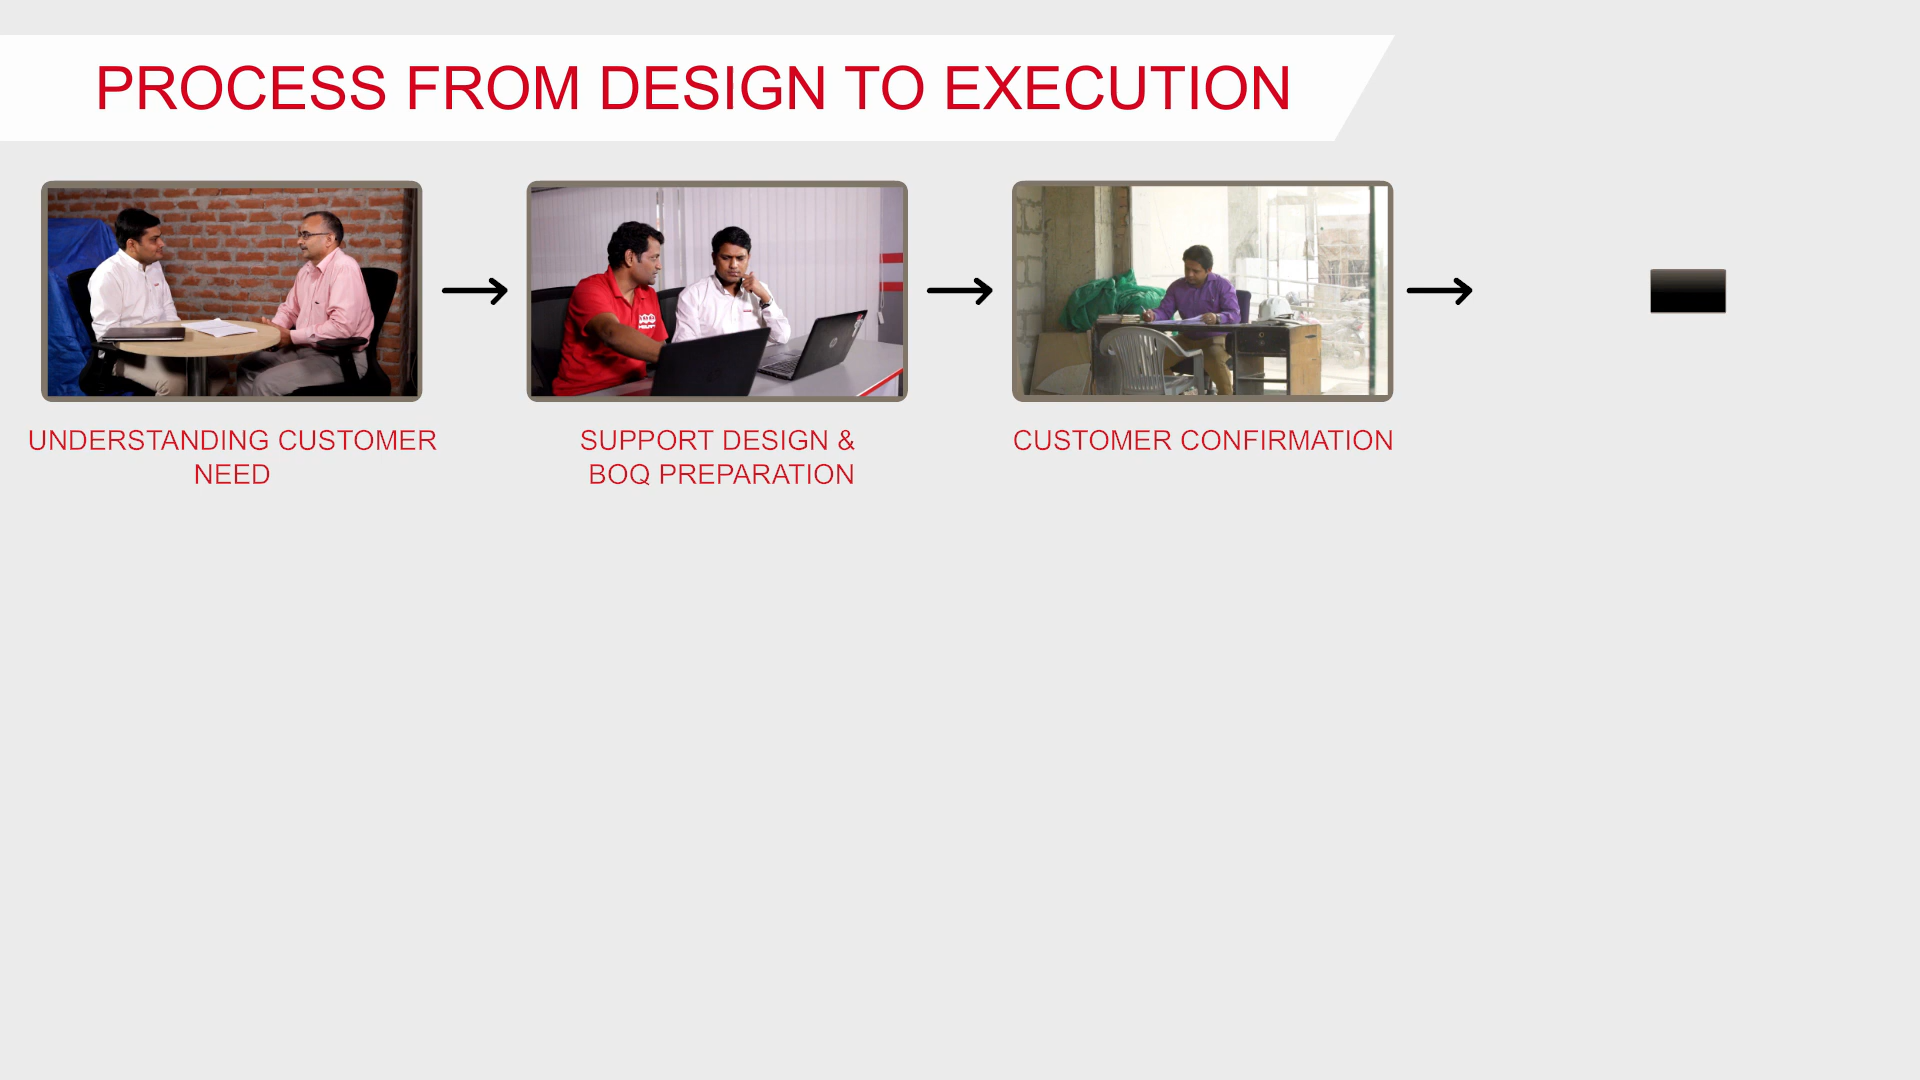 PROCESS FROM DESIGN TO EXECUTION
UNDERSTANDING CUSTOMER
NEED
SUPPORT DESIGN &
BOQ PREPARATION
CUSTOMER CONFIRMATION